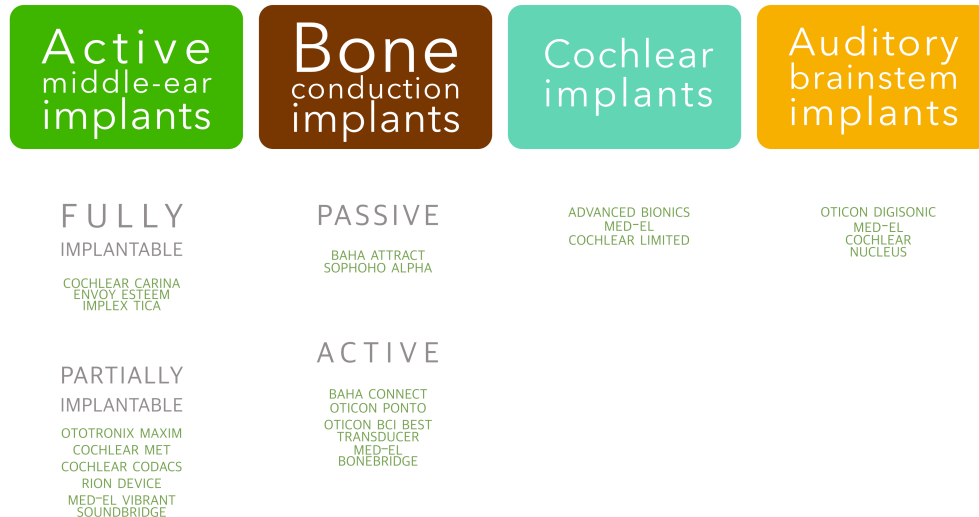 Active
middle-ear
implants
FULLY
IMPLANTABLE
COCHLEAR CARINA
ENVOY ESTEEM
IMPLEX TICA
PARTIALLY
IMPLANTABLE
OTOTRONIX MAXIM
COCHLEAR MET
COCHLEAR CODACS
RION DEVICE
MED-EL VIBRANT
SOUNDBRIDGE
Bone
conduction
implants
PASSIVE
BAHA ATTRACT
SOPHOHO ALPHA
ACTIVE
BAHA CONNECT
OTICON PONTO
OTICON BCI BEST
TRANSDUCER
MED-EL
BONEBRIDGE
Cochlear
implants
ADVANCED BIONICS
MED-EL
COCHLEAR LIMITED
Auditory
brainstem
implants
OTICON DIGISONIC
MED-EL
COCHLEAR
NUCLEUS